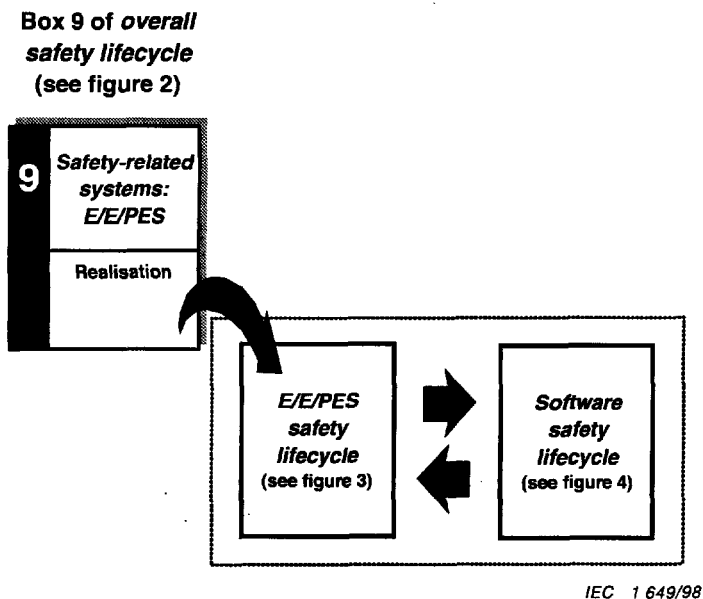 Box 9 of overall
safety lifecycle
(see figure 2)
9
Safety-related
systems:
E/E/PES
Realisation
E/E/PES
safety
lifecycle
(see figure 3)
Software
safety
lifecycle
(see figure 4)
IEC 1 649/98